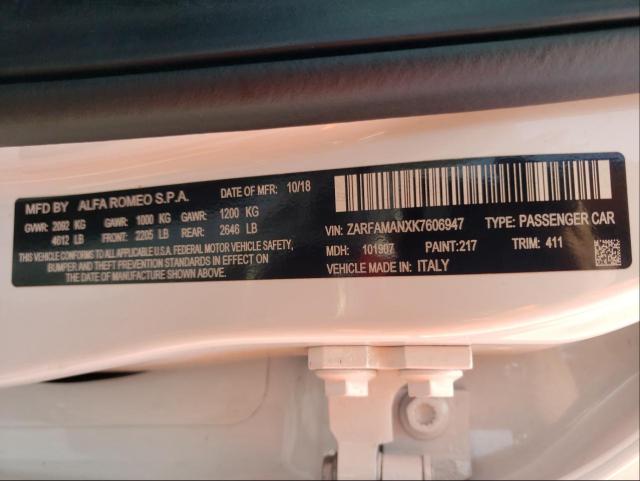 MFD BY ALFA ROMEO S.P.A. DATE OF MFR: 10/18
GVWR: 2092 KG GAWR: 1000 KG GAWR: 1200 KG
4612 LB FRONT: 2205 LB REAR: 2646 LB
THIS VEHICLE CONFORMS TO ALL APPLICABLE U.S.A. FEDERAL MOTOR VEHICLE SAFETY,
BUMPER AND THEFT PREVENTION STANDARDS IN EFFECT ON
THE DATE OF MANUFACTURE SHOWN ABOVE.
VIN: ZARFAMANXK7606947 TYPE: PASSENGER CAR
MDH: 101907 PAINT: 217 TRIM: 411
VEHICLE MADE IN: ITALY